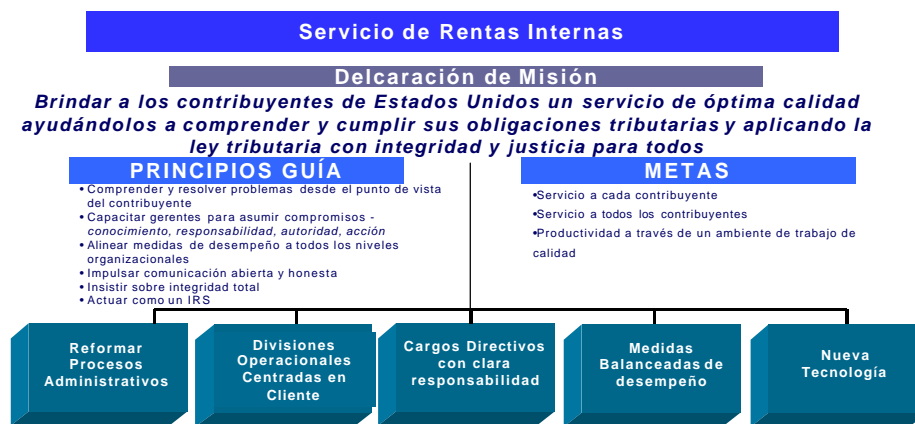 Servicio de Rentas Internas
Delcaración de Misión
Brindar a los contribuyentes de Estados Unidos un servicio de óptima calidad
ayudándolos a comprender y cumplir sus obligaciones tributarias y aplicando la
ley tributaria con integridad y justicia para todos
PRINCIPIOS GUÍA
• Comprender y resolver problemas desde el punto de vista
del contribuyente
• Capacitar gerentes para asumir compromisos -
conocimiento, responsabilidad, autoridad, acción
• Alinear medidas de desempeño a todos los niveles
organizacionales
• Impulsar comunicación abierta y honesta
• Insistir sobre integridad total
• Actuar como un IRS
METAS
•Servicio a cada contribuyente
•Servicio a todos los contribuyentes
•Productividad a través de un ambiente de trabajo de
calidad
Reformar
Procesos
Administrativos
Divisiones
Operacionales
Centradas en
Cliente
Cargos Directivos
con clara
responsabilidad
Medidas
Balanceadas de
desempeño
Nueva
Tecnología